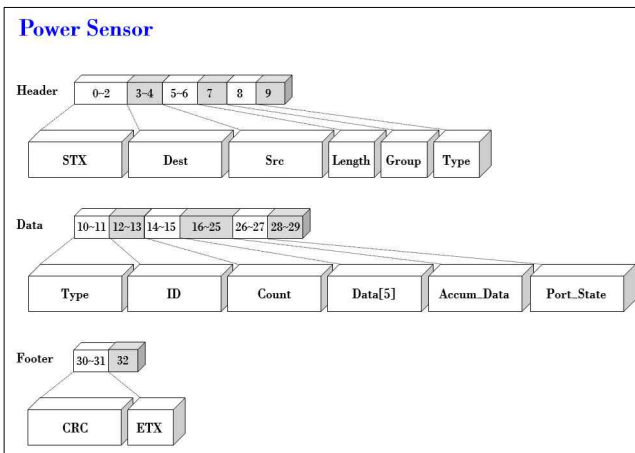 Power Sensor
Header
0~2 3~4 5~6 7 8 9
STX Dest Src Length Group Type
Data
10~11 12~13 14~15 16~25 26~27 28~29
Type ID Count Data[5] Accum_Data Port_State
Footer
30~31 32
CRC ETX